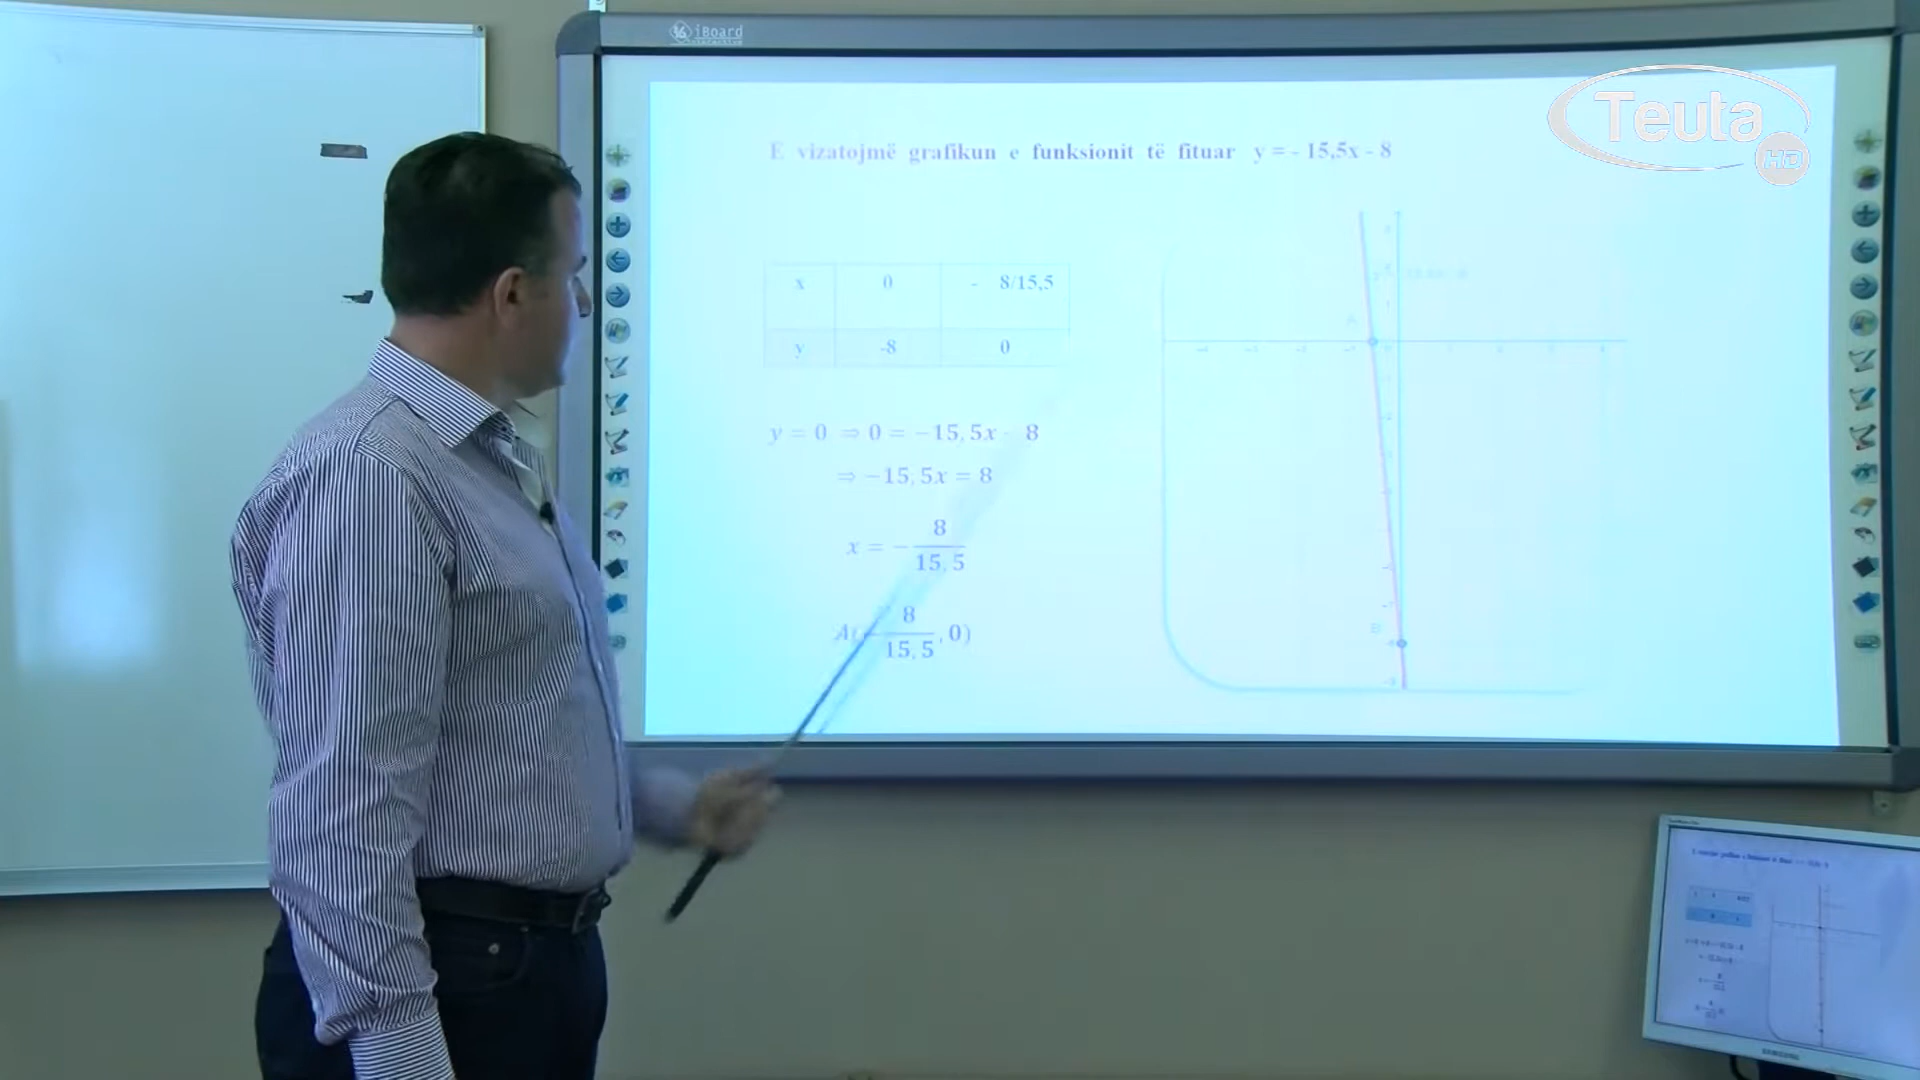 iBoard
Teuta
HD
E vizatojmë grafikun e funksionit të fituar y = - 15,5x - 8
x 0 - 8/15,5
y -8 0
y = 0 ⇒ 0 = −15,5x - 8
⇒ −15,5x = 8
x = − 8/15,5
A(− 8/15,5 , 0)
A
B
SAMSUNG